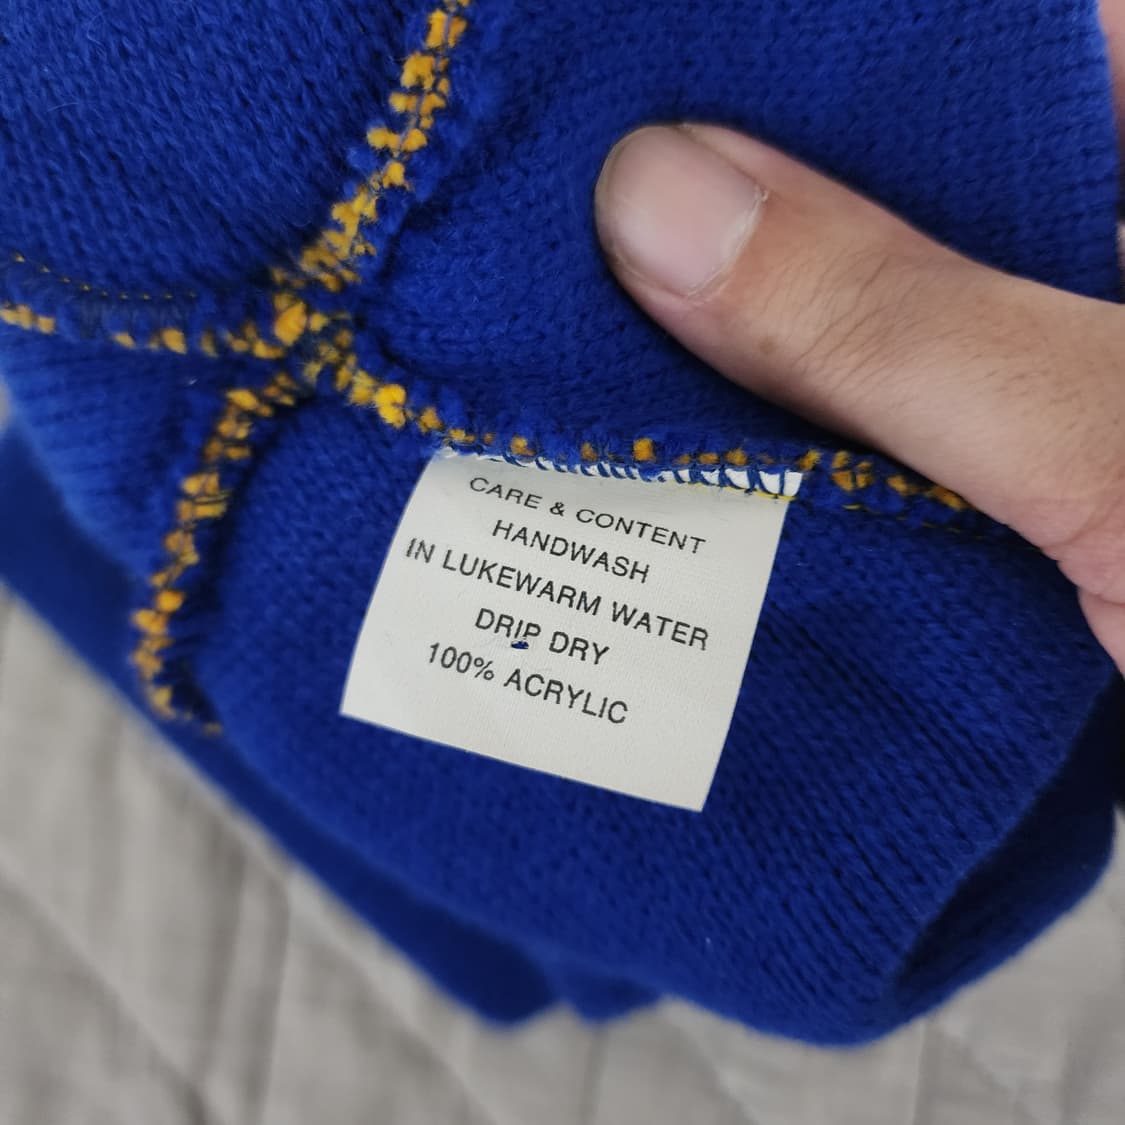 CARE & CONTENT
HANDWASH
IN LUKEWARM WATER
DRIP DRY
100% ACRYLIC